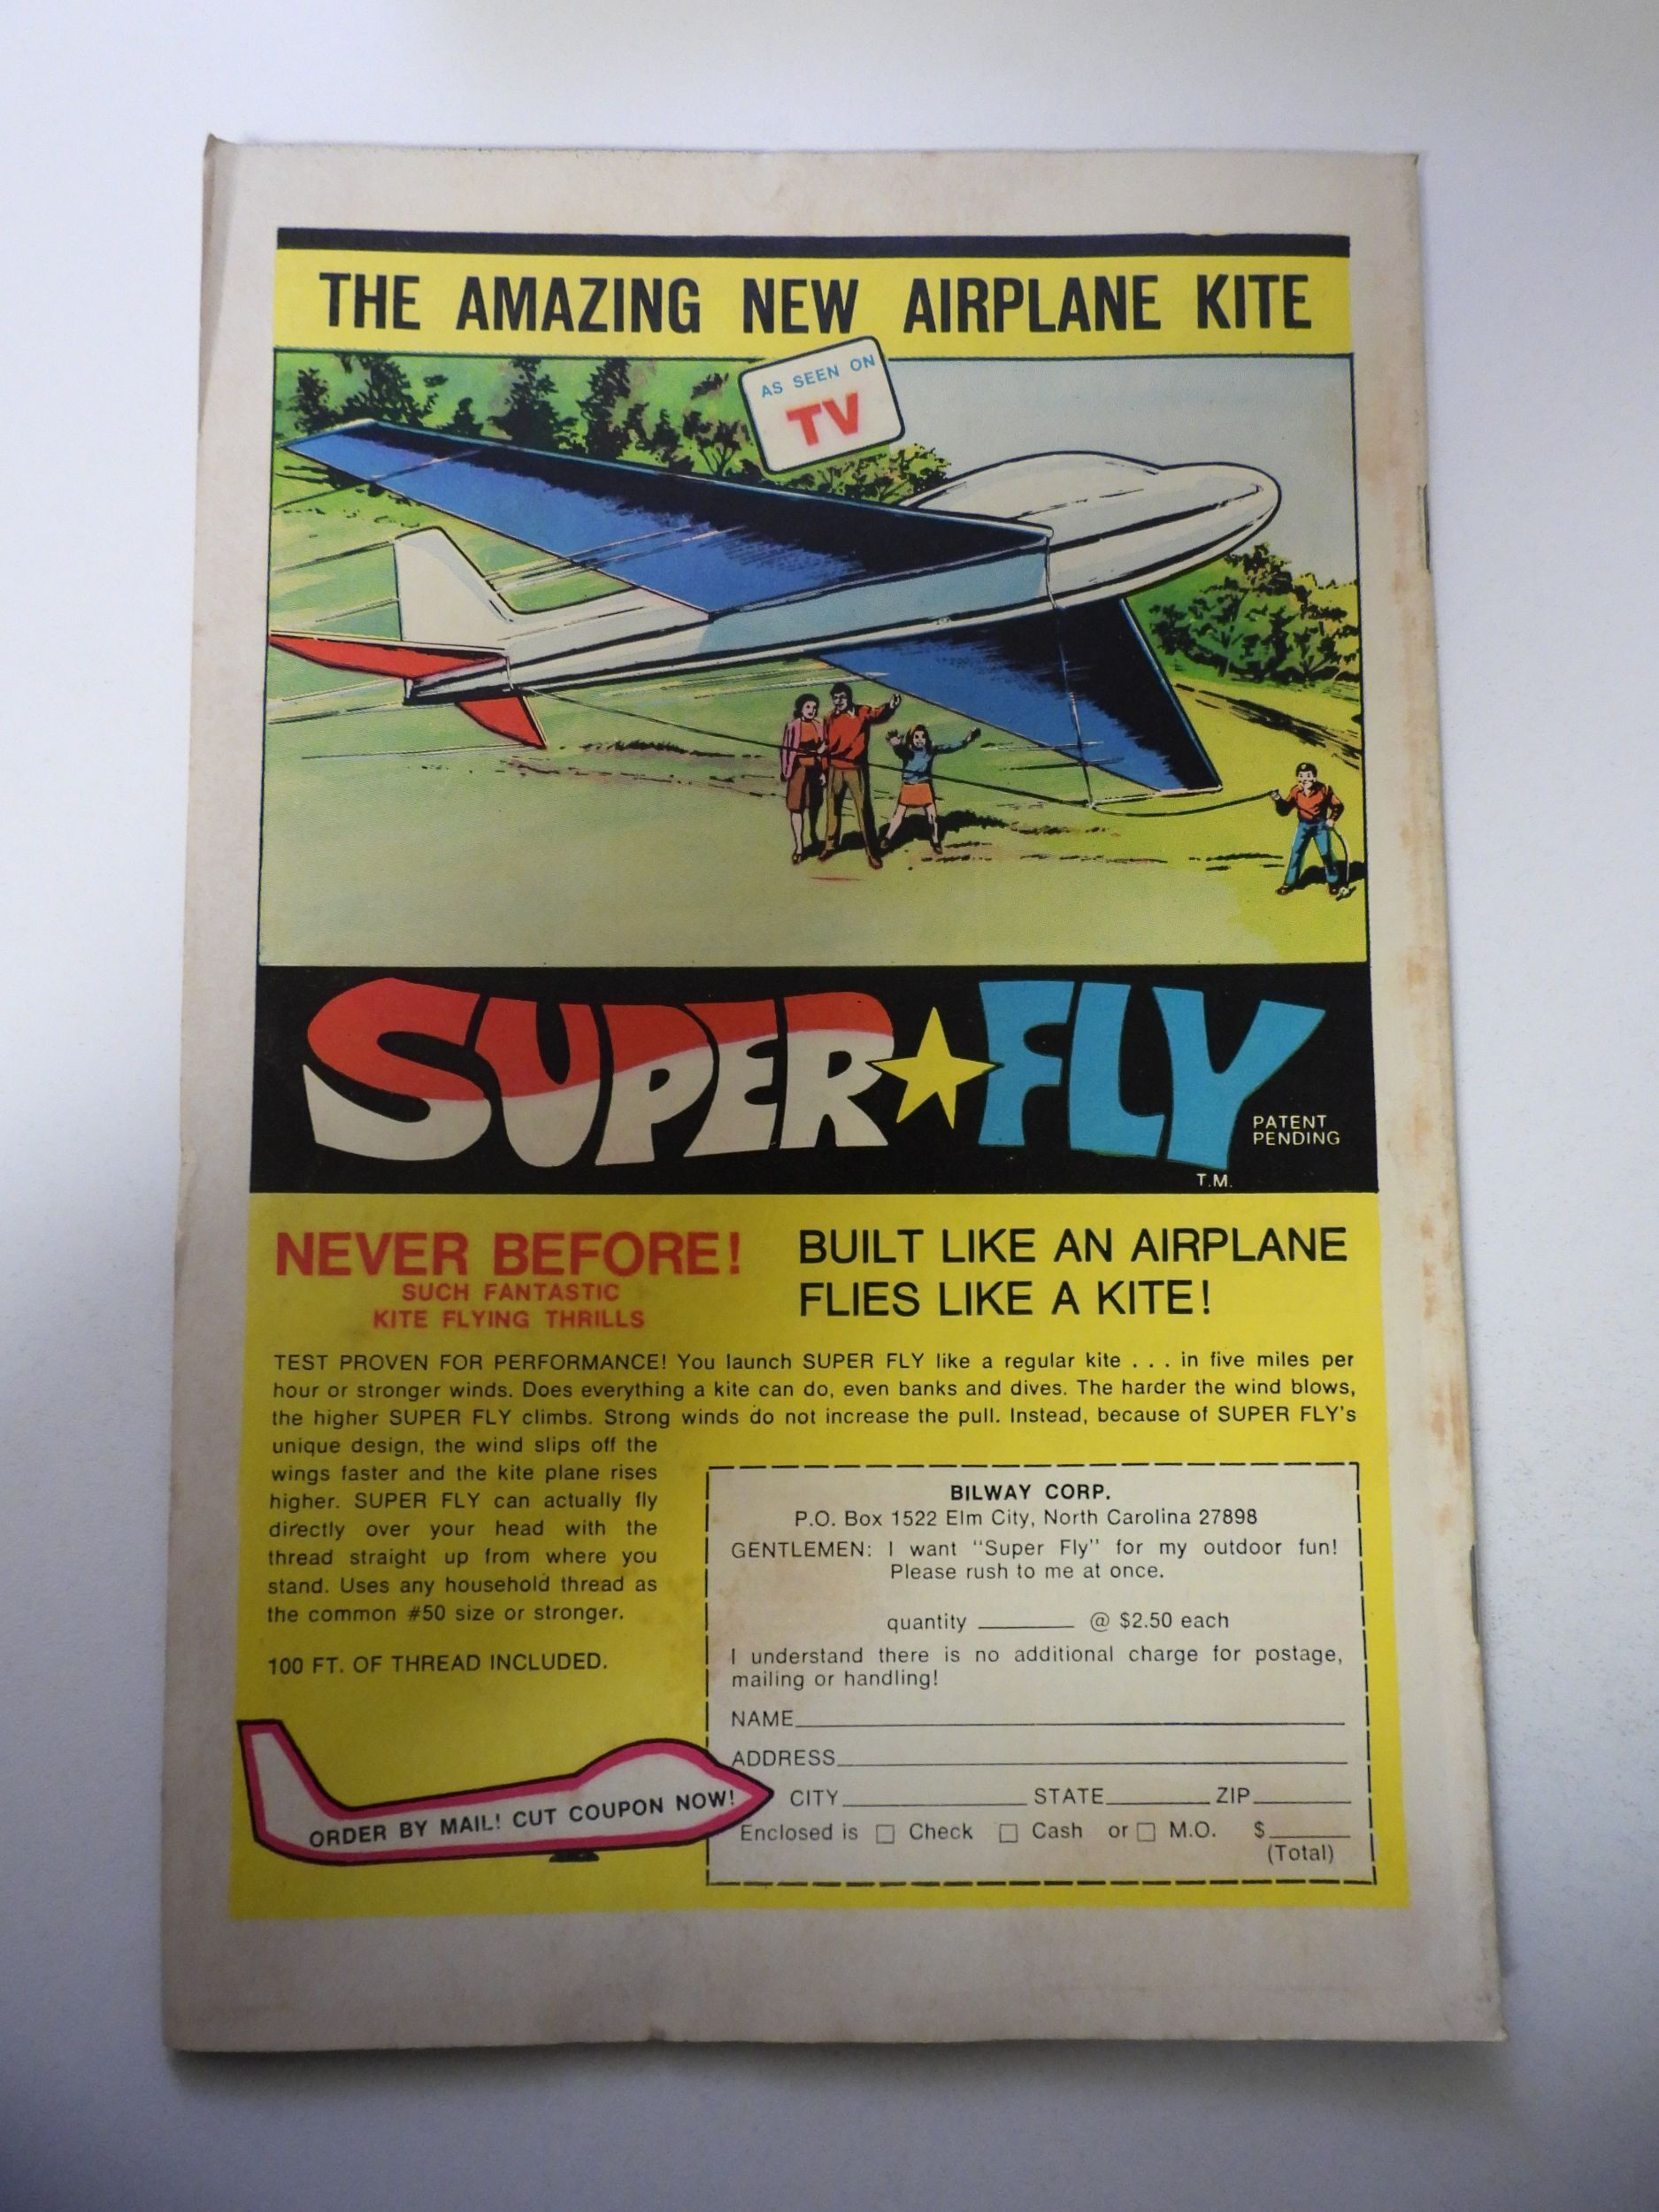 THE AMAZING NEW AIRPLANE KITE
AS SEEN ON
TV
SUPER FLY
PATENT
PENDING
T.M.
NEVER BEFORE!
SUCH FANTASTIC
KITE FLYING THRILLS
BUILT LIKE AN AIRPLANE
FLIES LIKE A KITE!
TEST PROVEN FOR PERFORMANCE! You launch SUPER FLY like a regular kite . . . in five miles per
hour or stronger winds. Does everything a kite can do, even banks and dives. The harder the wind blows,
the higher SUPER FLY climbs. Strong winds do not increase the pull. Instead, because of SUPER FLY's
unique design, the wind slips off the
wings faster and the kite plane rises
higher. SUPER FLY can actually fly
directly over your head with the
thread straight up from where you
stand. Uses any household thread as
the common #50 size or stronger.
100 FT. OF THREAD INCLUDED.
ORDER BY MAIL! CUT COUPON NOW!
BILWAY CORP.
P.O. Box 1522 Elm City, North Carolina 27898
GENTLEMEN: I want "Super Fly" for my outdoor fun!
Please rush to me at once.
quantity ________ @ $2.50 each
I understand there is no additional charge for postage,
mailing or handling!
NAME
ADDRESS
CITY STATE ZIP
Enclosed is □ Check □ Cash or □ M.O. $
(Total)